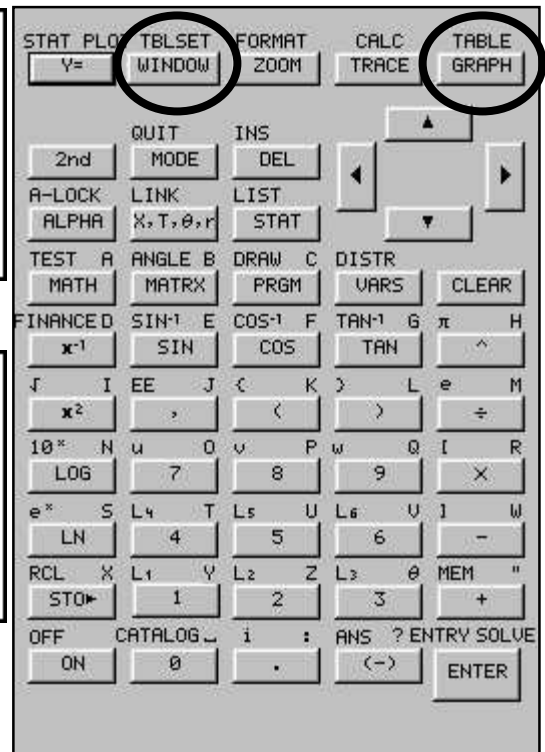 STAT PLO TBLSET FORMAT CALC TABLE
Y= WINDOW ZOOM TRACE GRAPH
QUIT INS
2nd MODE DEL
A-LOCK LINK LIST
ALPHA X,T,θ,n STAT
TEST A ANGLE B DRAW C DISTR
MATH MATRX PRGM VARS CLEAR
FINANCE D SIN⁻¹ E COS⁻¹ F TAN⁻¹ G π H
x⁻¹ SIN COS TAN ^
√ I EE J { K } L e M
x² , ( ) ÷
10ˣ N u O v P w Q [ R
LOG 7 8 9 ×
eˣ S L4 T L5 U L6 V ] W
LN 4 5 6 −
RCL X L1 Y L2 Z L3 θ MEM "
STO► 1 2 3 +
OFF CATALOG ⎵ i : ANS ? ENTRY SOLVE
ON 0 . (-) ENTER